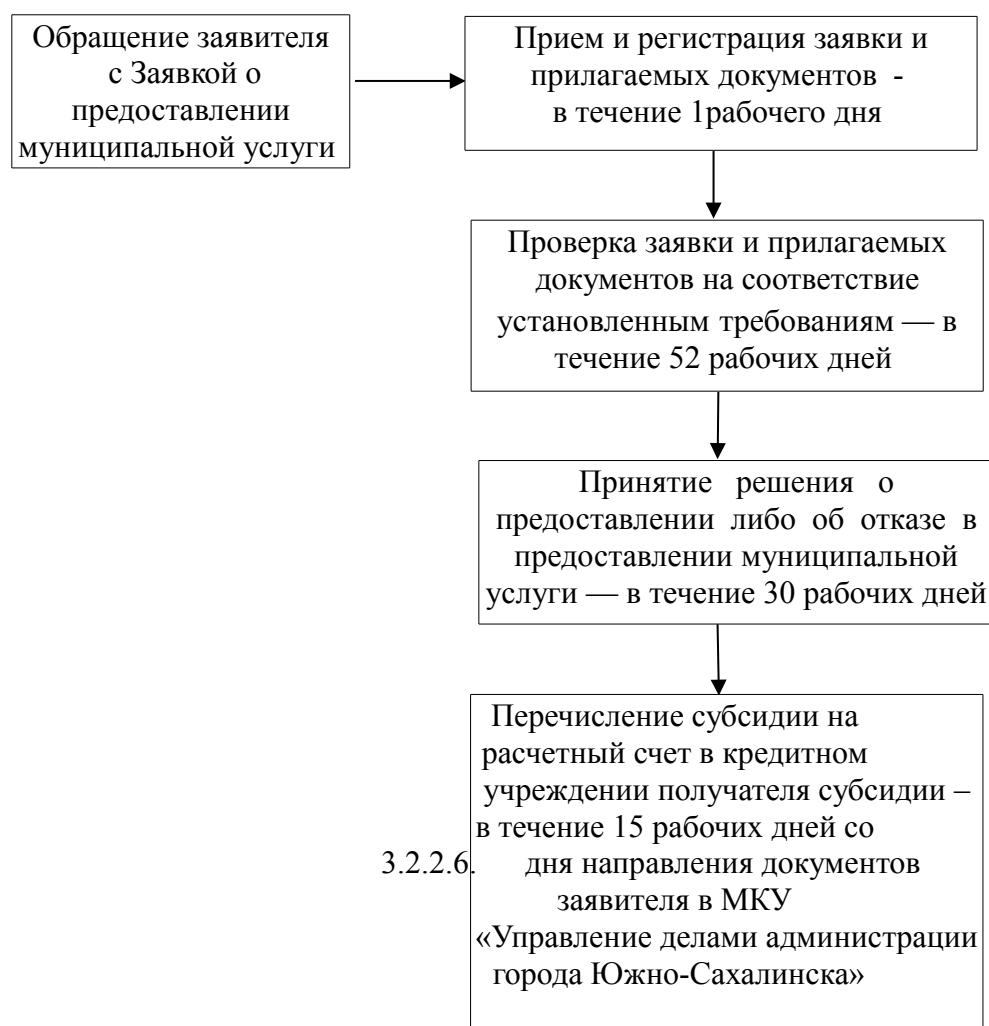 Обращение заявителя
с Заявкой о
предоставлении
муниципальной услуги
Прием и регистрация заявки и
прилагаемых документов -
в течение 1рабочего дня
Проверка заявки и прилагаемых
документов на соответствие
установленным требованиям — в
течение 52 рабочих дней
Принятие решения о
предоставлении либо об отказе в
предоставлении муниципальной
услуги — в течение 30 рабочих дней
Перечисление субсидии на
расчетный счет в кредитном
учреждении получателя субсидии –
в течение 15 рабочих дней со
3.2.2.6. дня направления документов
заявителя в МКУ
«Управление делами администрации
города Южно-Сахалинска»